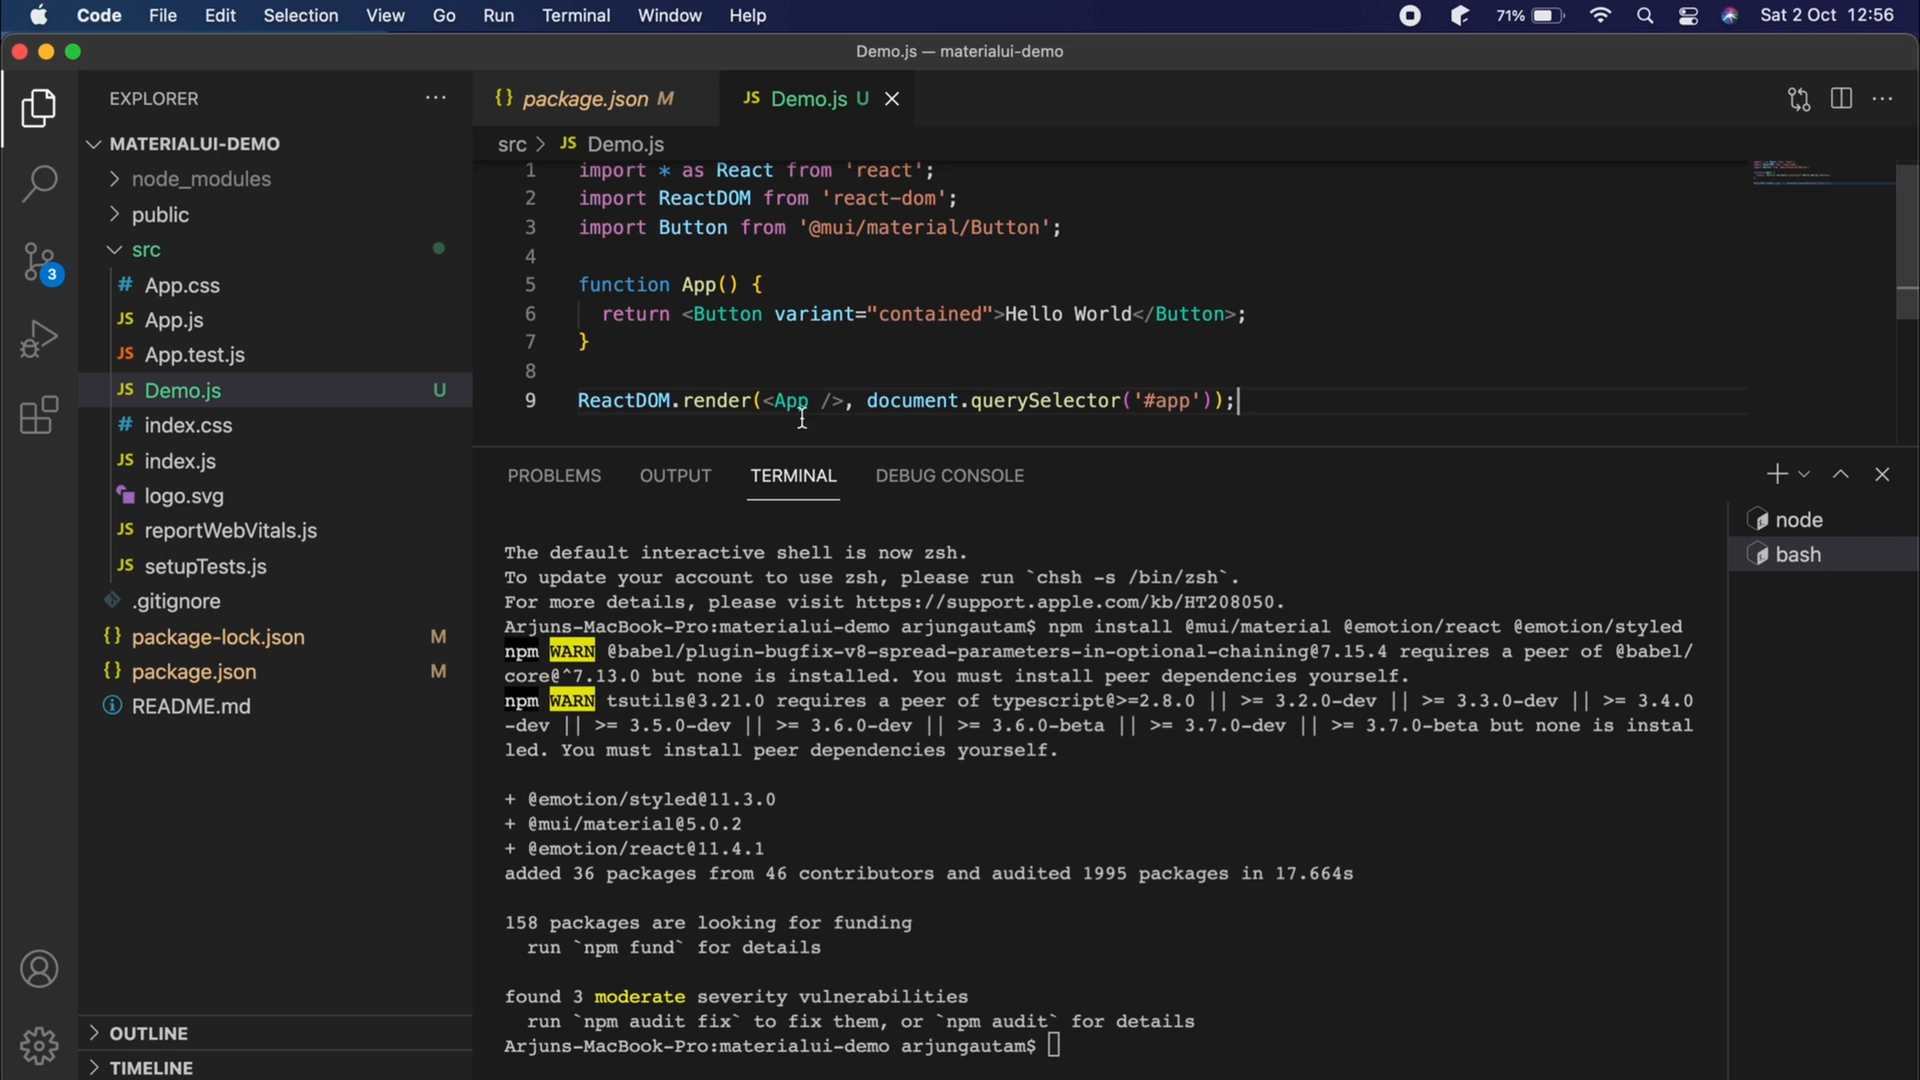 Code File Edit Selection View Go Run Terminal Window Help 71% Sat 2 Oct 12:56
Demo.js — materialui-demo
EXPLORER
MATERIALUI-DEMO
node_modules
public
src
# App.css
JS App.js
JS App.test.js
JS Demo.js U
# index.css
JS index.js
logo.svg
JS reportWebVitals.js
JS setupTests.js
.gitignore
{} package-lock.json M
{} package.json M
README.md
OUTLINE
TIMELINE
3
{} package.json M JS Demo.js U
src > JS Demo.js
1 import * as React from 'react';
2 import ReactDOM from 'react-dom';
3 import Button from '@mui/material/Button';
4
5 function App() {
6 return <Button variant="contained">Hello World</Button>;
7 }
8
9 ReactDOM.render(<App />, document.querySelector('#app'));
PROBLEMS OUTPUT TERMINAL DEBUG CONSOLE
node
bash
The default interactive shell is now zsh.
To update your account to use zsh, please run `chsh -s /bin/zsh`.
For more details, please visit https://support.apple.com/kb/HT208050.
Arjuns-MacBook-Pro:materialui-demo arjungautam$ npm install @mui/material @emotion/react @emotion/styled
npm WARN @babel/plugin-bugfix-v8-spread-parameters-in-optional-chaining@7.15.4 requires a peer of @babel/
core@^7.13.0 but none is installed. You must install peer dependencies yourself.
npm WARN tsutils@3.21.0 requires a peer of typescript@>=2.8.0 || >= 3.2.0-dev || >= 3.3.0-dev || >= 3.4.0
-dev || >= 3.5.0-dev || >= 3.6.0-dev || >= 3.6.0-beta || >= 3.7.0-dev || >= 3.7.0-beta but none is instal
led. You must install peer dependencies yourself.
+ @emotion/styled@11.3.0
+ @mui/material@5.0.2
+ @emotion/react@11.4.1
added 36 packages from 46 contributors and audited 1995 packages in 17.664s
158 packages are looking for funding
run `npm fund` for details
found 3 moderate severity vulnerabilities
run `npm audit fix` to fix them, or `npm audit` for details
Arjuns-MacBook-Pro:materialui-demo arjungautam$